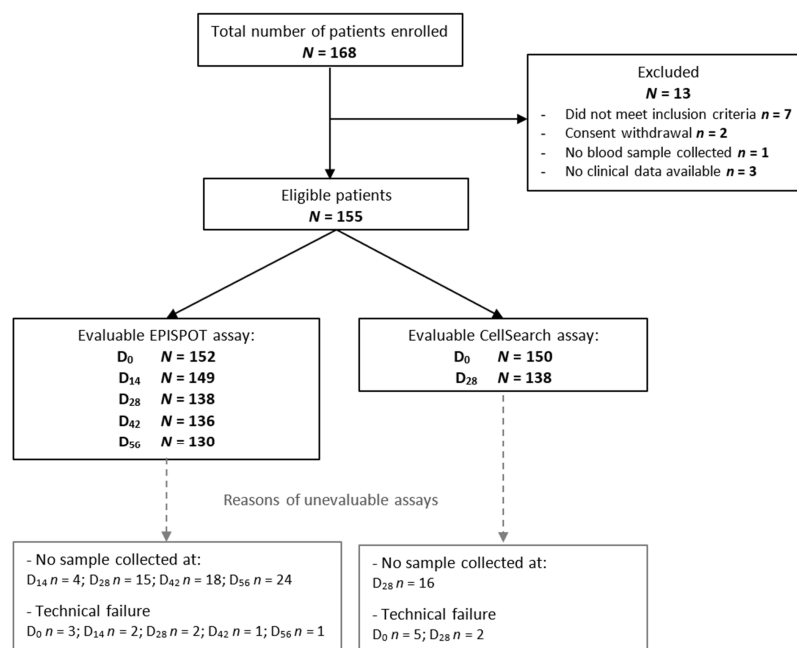 Total number of patients enrolled
N = 168
Excluded
N = 13
- Did not meet inclusion criteria n = 7
- Consent withdrawal n = 2
- No blood sample collected n = 1
- No clinical data available n = 3
Eligible patients
N = 155
Evaluable EPISPOT assay:
D0 N = 152
D14 N = 149
D28 N = 138
D42 N = 136
D56 N = 130
Evaluable CellSearch assay:
D0 N = 150
D28 N = 138
Reasons of unevaluable assays
- No sample collected at:
D14 n = 4; D28 n = 15; D42 n = 18; D56 n = 24
- Technical failure
D0 n = 3; D14 n = 2; D28 n = 2; D42 n = 1; D56 n = 1
- No sample collected at:
D28 n = 16
- Technical failure
D0 n = 5; D28 n = 2